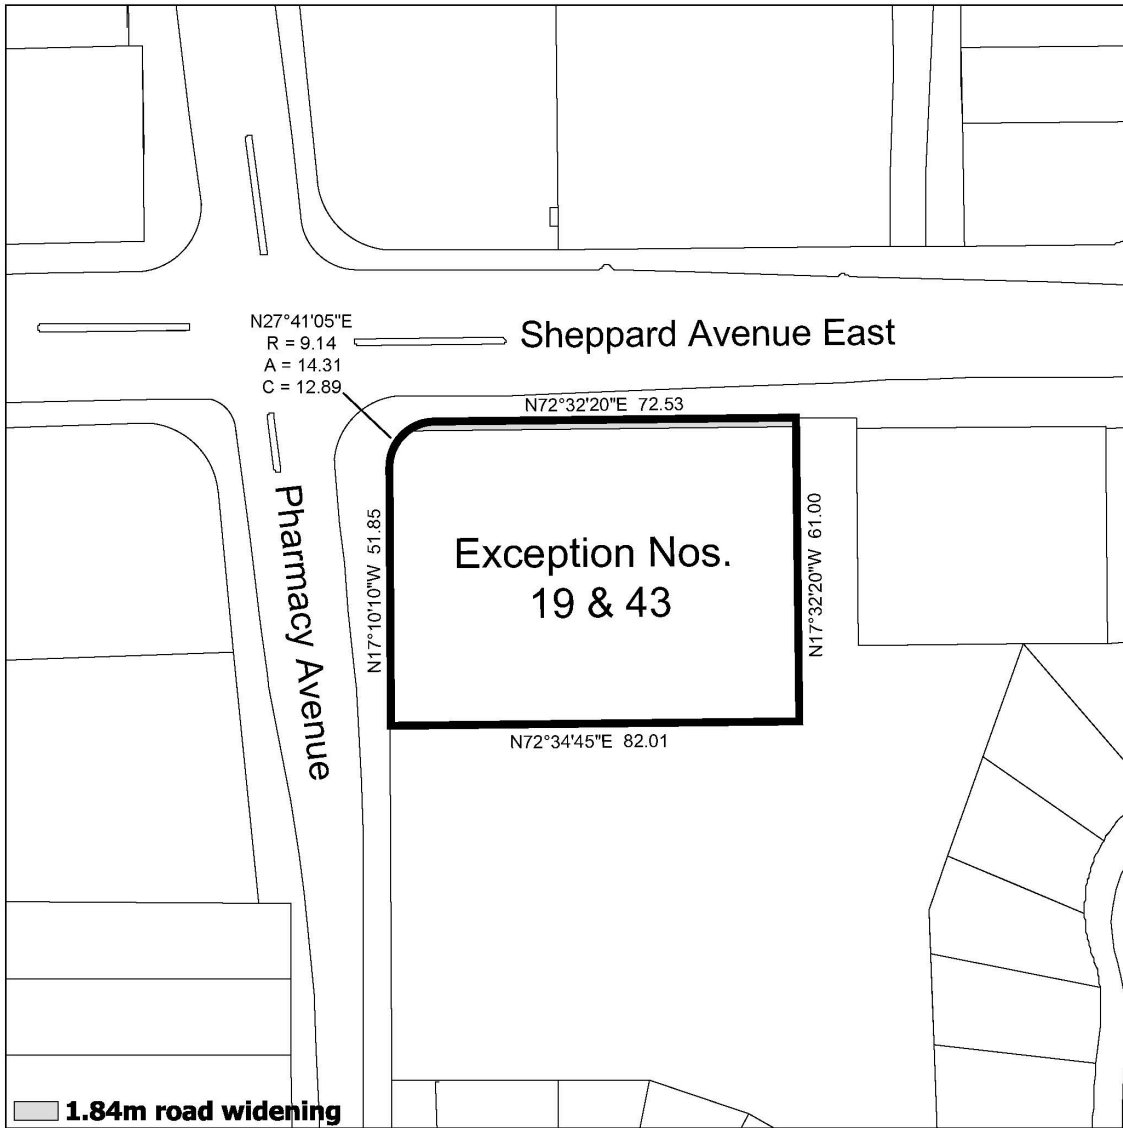 N27°41'05"E
R = 9.14
A = 14.31
C = 12.89
Sheppard Avenue East
N72°32'20"E 72.53
Pharmacy Avenue
N17°10'10"W 51.85
Exception Nos.
19 & 43
N17°32'20"W 61.00
N72°34'45"E 82.01
1.84m road widening